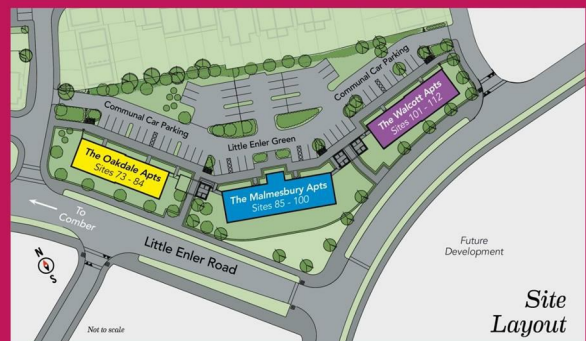 Communal Car Parking
Communal Car Parking
The Walcott Apts
Sites 101 - 112
Little Enler Green
The Oakdale Apts
Sites 73 - 84
The Malmesbury Apts
Sites 85 - 100
To
Comber
Little Enler Road
Future
Development
N
S
Not to scale
Site
Layout